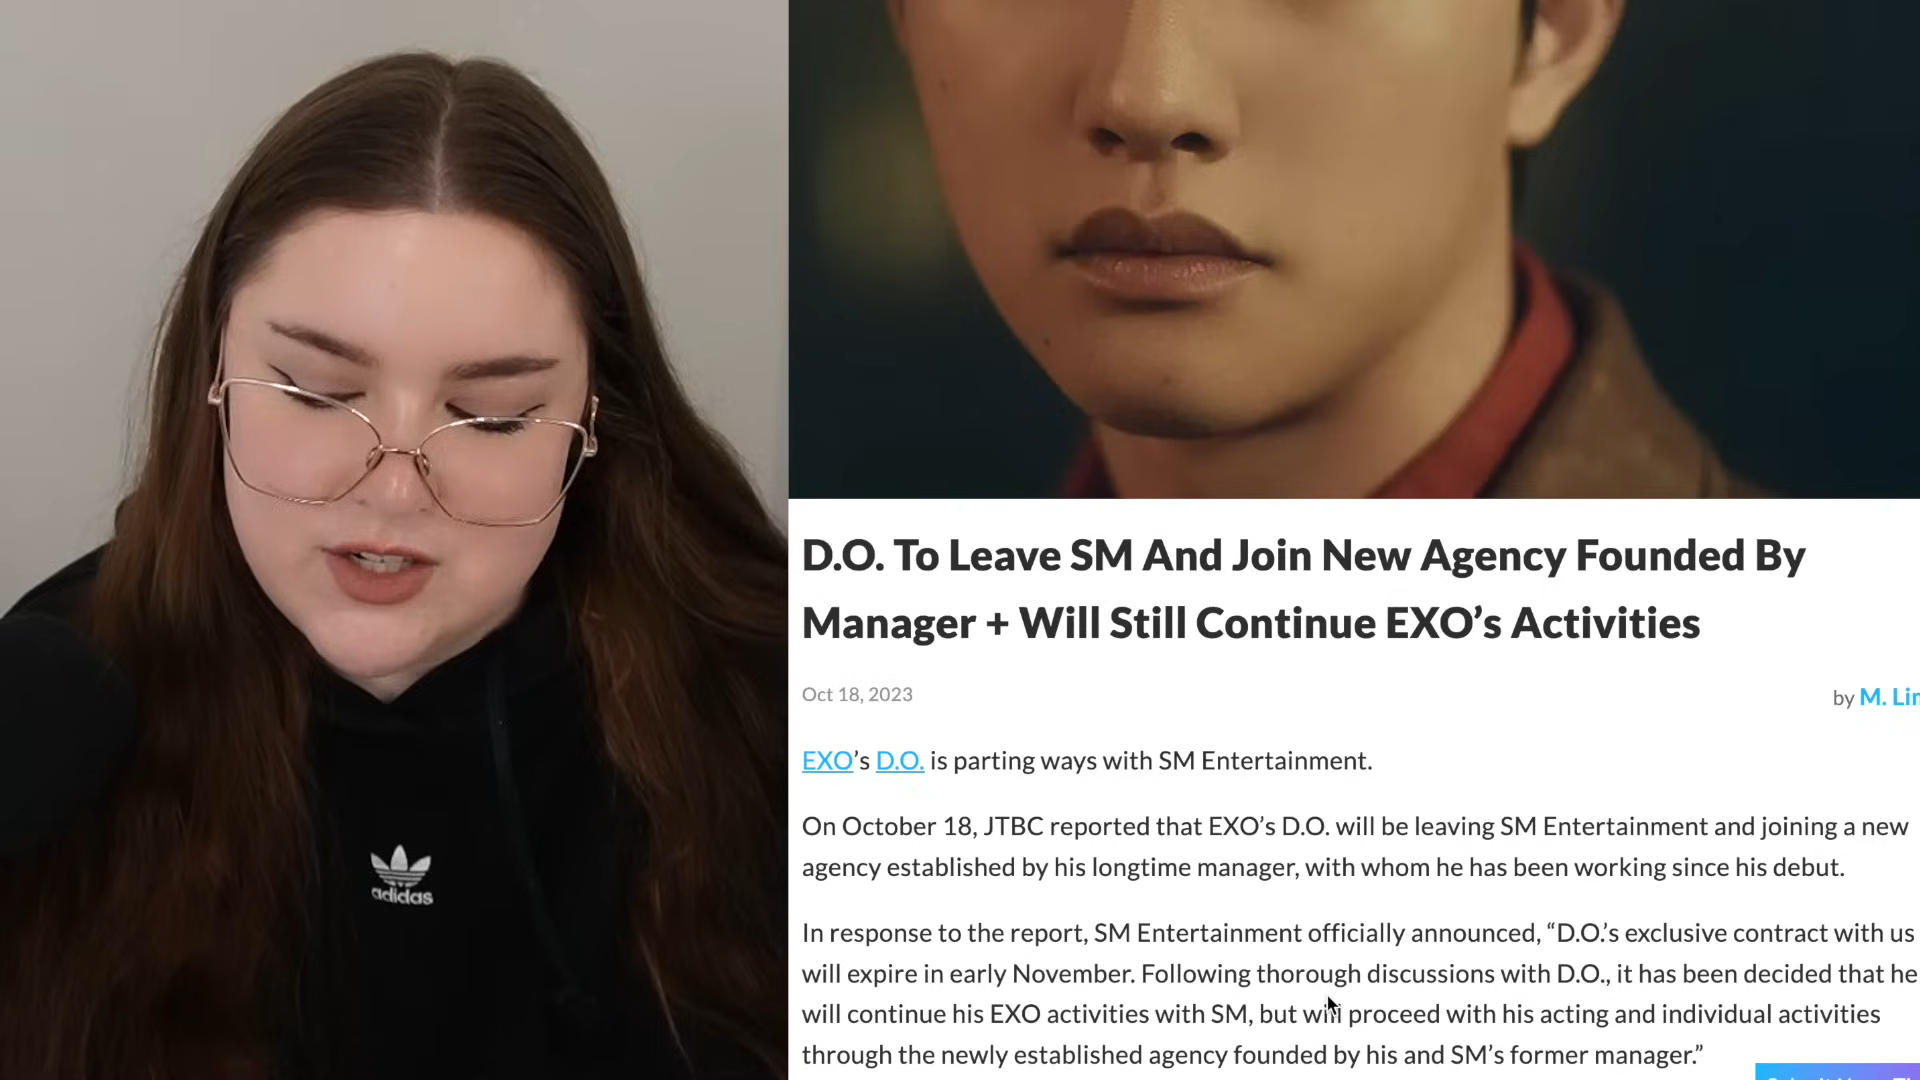 D.O. To Leave SM And Join New Agency Founded By
Manager + Will Still Continue EXO’s Activities
Oct 18, 2023
by M. Lim
EXO’s D.O. is parting ways with SM Entertainment.
On October 18, JTBC reported that EXO’s D.O. will be leaving SM Entertainment and joining a new
agency established by his longtime manager, with whom he has been working since his debut.
In response to the report, SM Entertainment officially announced, “D.O.’s exclusive contract with us
will expire in early November. Following thorough discussions with D.O., it has been decided that he
will continue his EXO activities with SM, but will proceed with his acting and individual activities
through the newly established agency founded by his and SM’s former manager.”
adidas